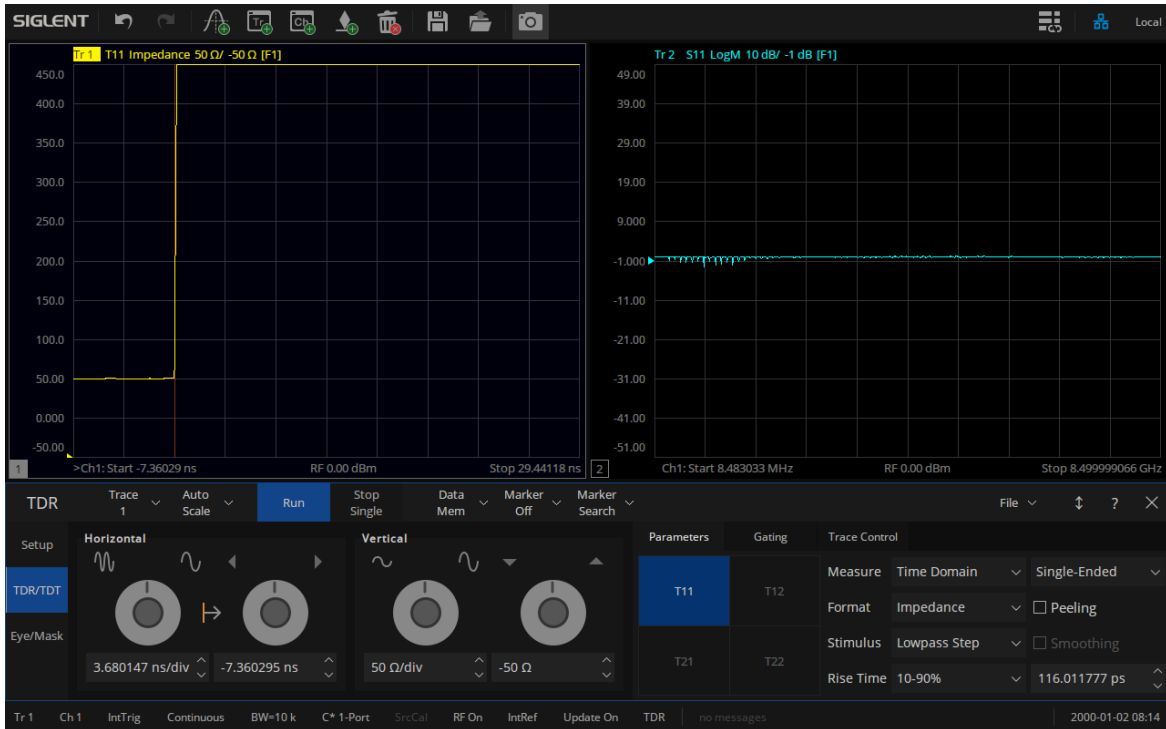 SIGLENT Tr Ch Local
Tr 1 T11 Impedance 50 Ω/ -50 Ω [F1]
450.0
400.0
350.0
300.0
250.0
200.0
150.0
100.0
50.00
0.000
-50.00
1 >Ch1: Start -7.36029 ns RF 0.00 dBm Stop 29.44118 ns
Tr 2 S11 LogM 10 dB/ -1 dB [F1]
49.00
39.00
29.00
19.00
9.000
-1.000
-11.00
-21.00
-31.00
-41.00
-51.00
2 Ch1: Start 8.483033 MHz RF 0.00 dBm Stop 8.499999066 GHz
TDR Trace 1 Auto Scale Run Stop Single Data Mem Marker Off Marker Search File ?
Setup
TDR/TDT
Eye/Mask
Horizontal
3.680147 ns/div -7.360295 ns
Vertical
50 Ω/div -50 Ω
Parameters Gating Trace Control
T11 T12
T21 T22
Measure Time Domain Single-Ended
Format Impedance Peeling
Stimulus Lowpass Step Smoothing
Rise Time 10-90% 116.011777 ps
Tr 1 Ch 1 IntTrig Continuous BW=10 k C* 1-Port SrcCal RF On IntRef Update On TDR no messages 2000-01-02 08:14